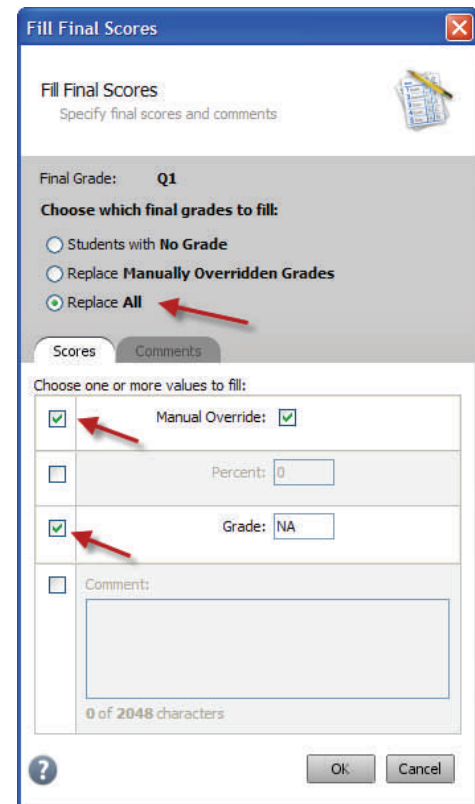 Fill Final Scores
Fill Final Scores
Specify final scores and comments
Final Grade: Q1
Choose which final grades to fill:
Students with No Grade
Replace Manually Overridden Grades
Replace All
Scores Comments
Choose one or more values to fill:
Manual Override:
Percent: 0
Grade: NA
Comment:
0 of 2048 characters
? OK Cancel